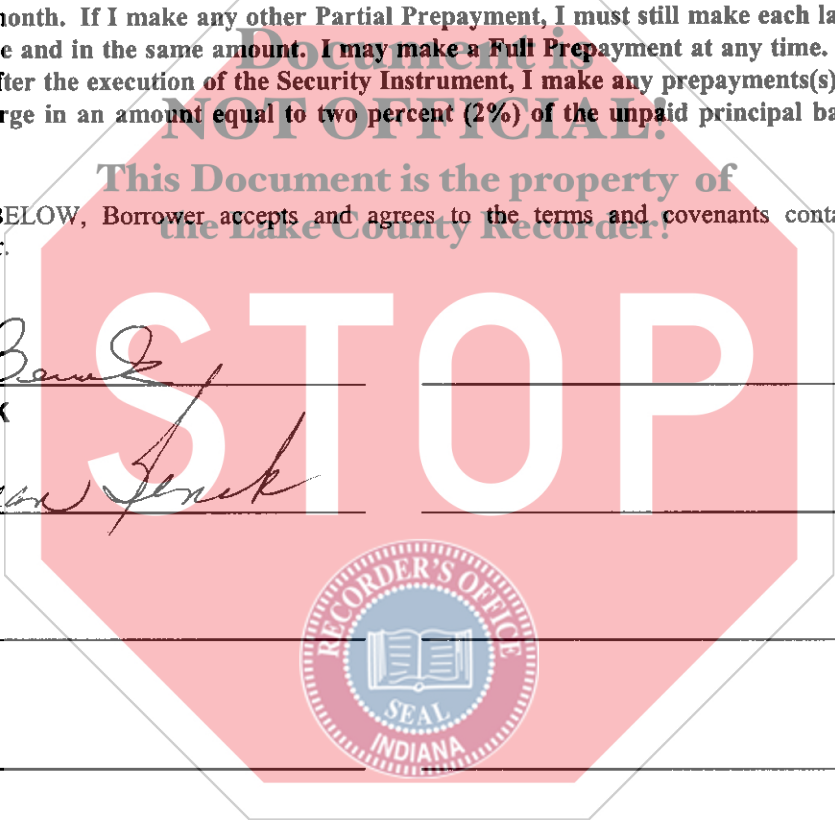 onth. If I make any other Partial Prepayment, I must still make each la
e and in the same amount. I may make a Full Prepayment at any time.
Document is
fter the execution of the Security Instrument, I make any prepayments(s)
rge in an amount equal to two percent (2%) of the unpaid principal ba
NOT OFFICIAL!
This Document is the property of
BELOW, Borrower accepts and agrees to the terms and covenants conta
the Lake County Recorder!
r.
STOP
K
RECORDER'S OFFICE
SEAL
INDIANA